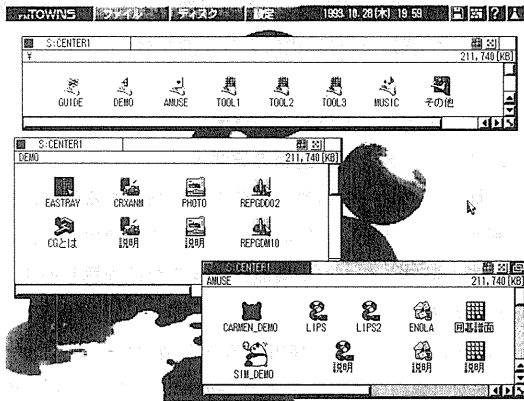 FMTOWNS ファイル ディスク 設定 1993.10.28(木) 19:59 ?
S:CENTER1
¥ 211,740[KB]
GUIDE DEMO AMUSE TOOL1 TOOL2 TOOL3 MUSIC その他
S:CENTER1
DEMO 211,740[KB]
EASTRAY CRXANM PHOTO REPGD002
CGとは 説明 説明 REPGDM10
S:CENTER1
AMUSE 211,740[KB]
CARMEN_DEMO LIPS LIPS2 ENOLA 囲碁譜面
SIM_DEMO 説明 説明 説明